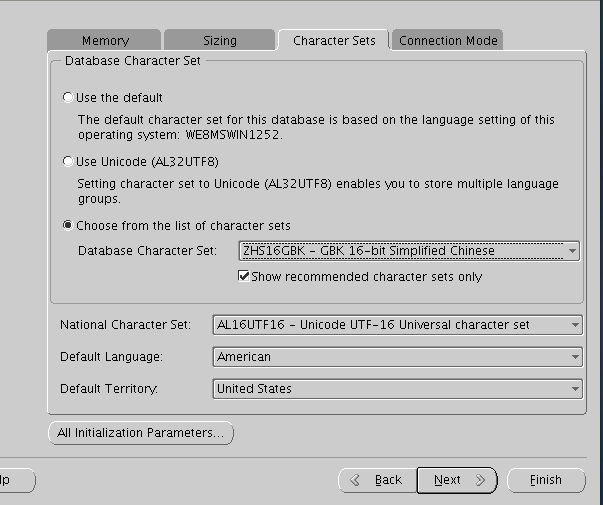 Memory
Sizing
Character Sets
Connection Mode
Database Character Set
Use the default
The default character set for this database is based on the language setting of this
operating system: WE8MSWIN1252.
Use Unicode (AL32UTF8)
Setting character set to Unicode (AL32UTF8) enables you to store multiple language
groups.
Choose from the list of character sets
Database Character Set:
ZHS16GBK - GBK 16-bit Simplified Chinese
Show recommended character sets only
National Character Set:
AL16UTF16 - Unicode UTF-16 Universal character set
Default Language:
American
Default Territory:
United States
All Initialization Parameters...
lp
Back
Next
Finish